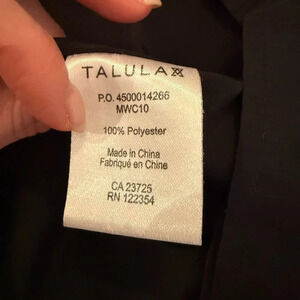 TALULA
P.O. 4500014266
MWC10
100% Polyester
Made in China
Fabriqué en Chine
CA 23725
RN 122354